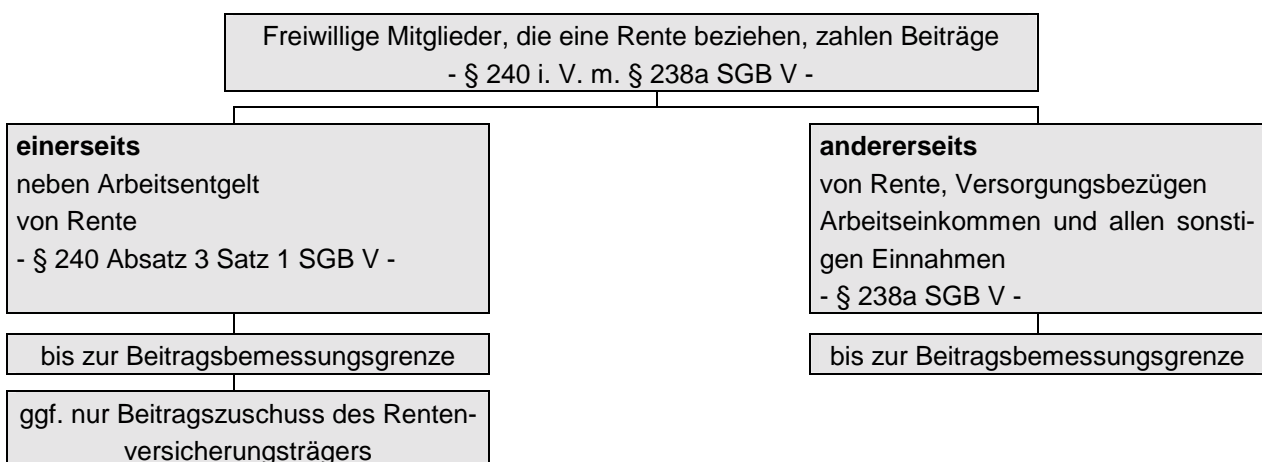 Freiwillige Mitglieder, die eine Rente beziehen, zahlen Beiträge
- § 240 i. V. m. § 238a SGB V -
einerseits
neben Arbeitsentgelt
von Rente
- § 240 Absatz 3 Satz 1 SGB V -
bis zur Beitragsbemessungsgrenze
ggf. nur Beitragszuschuss des Renten-
versicherungsträgers
andererseits
von Rente, Versorgungsbezügen
Arbeitseinkommen und allen sonsti-
gen Einnahmen
- § 238a SGB V -
bis zur Beitragsbemessungsgrenze